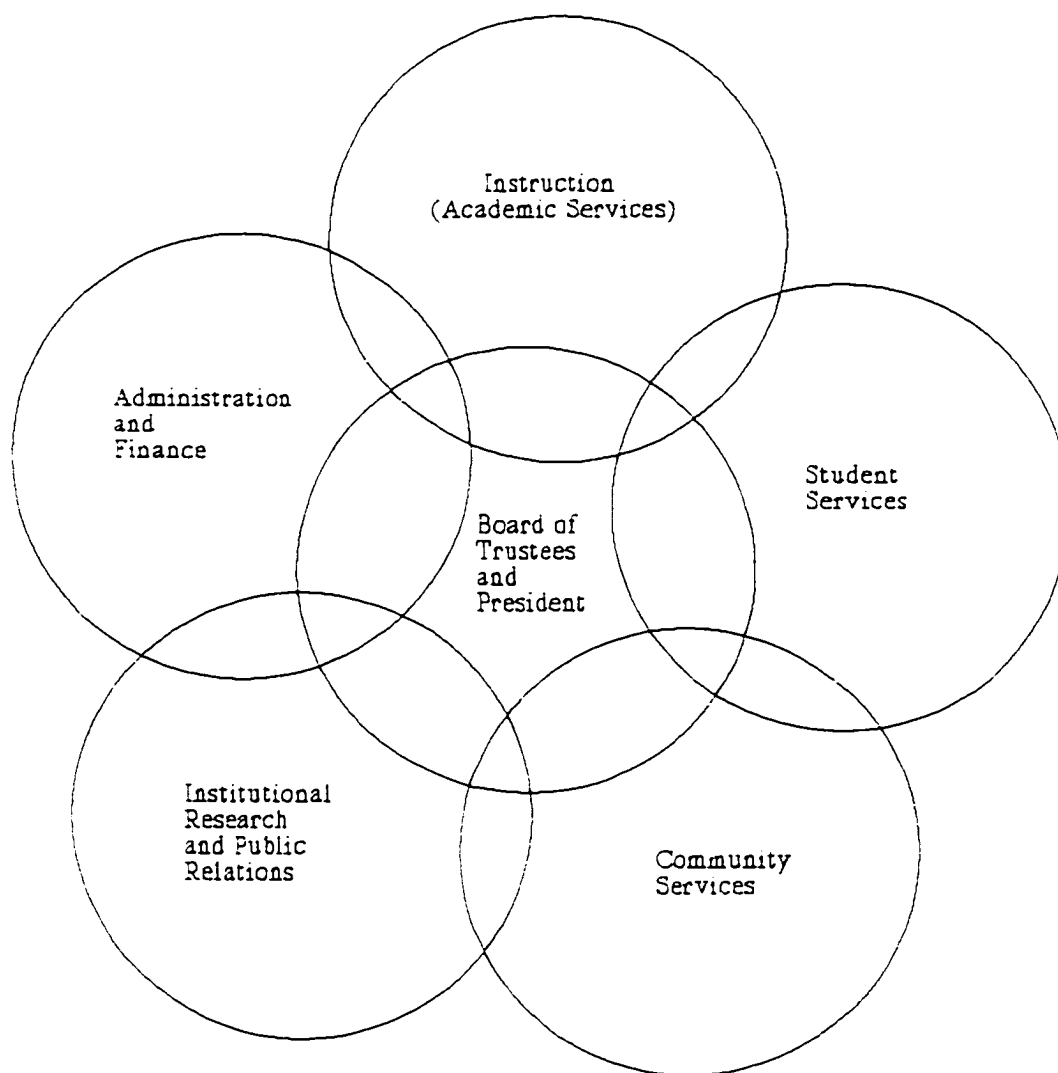 Instruction
(Academic Services)
Administration
and
Finance
Student
Services
Board of
Trustees
and
President
Institutional
Research
and Public
Relations
Community
Services